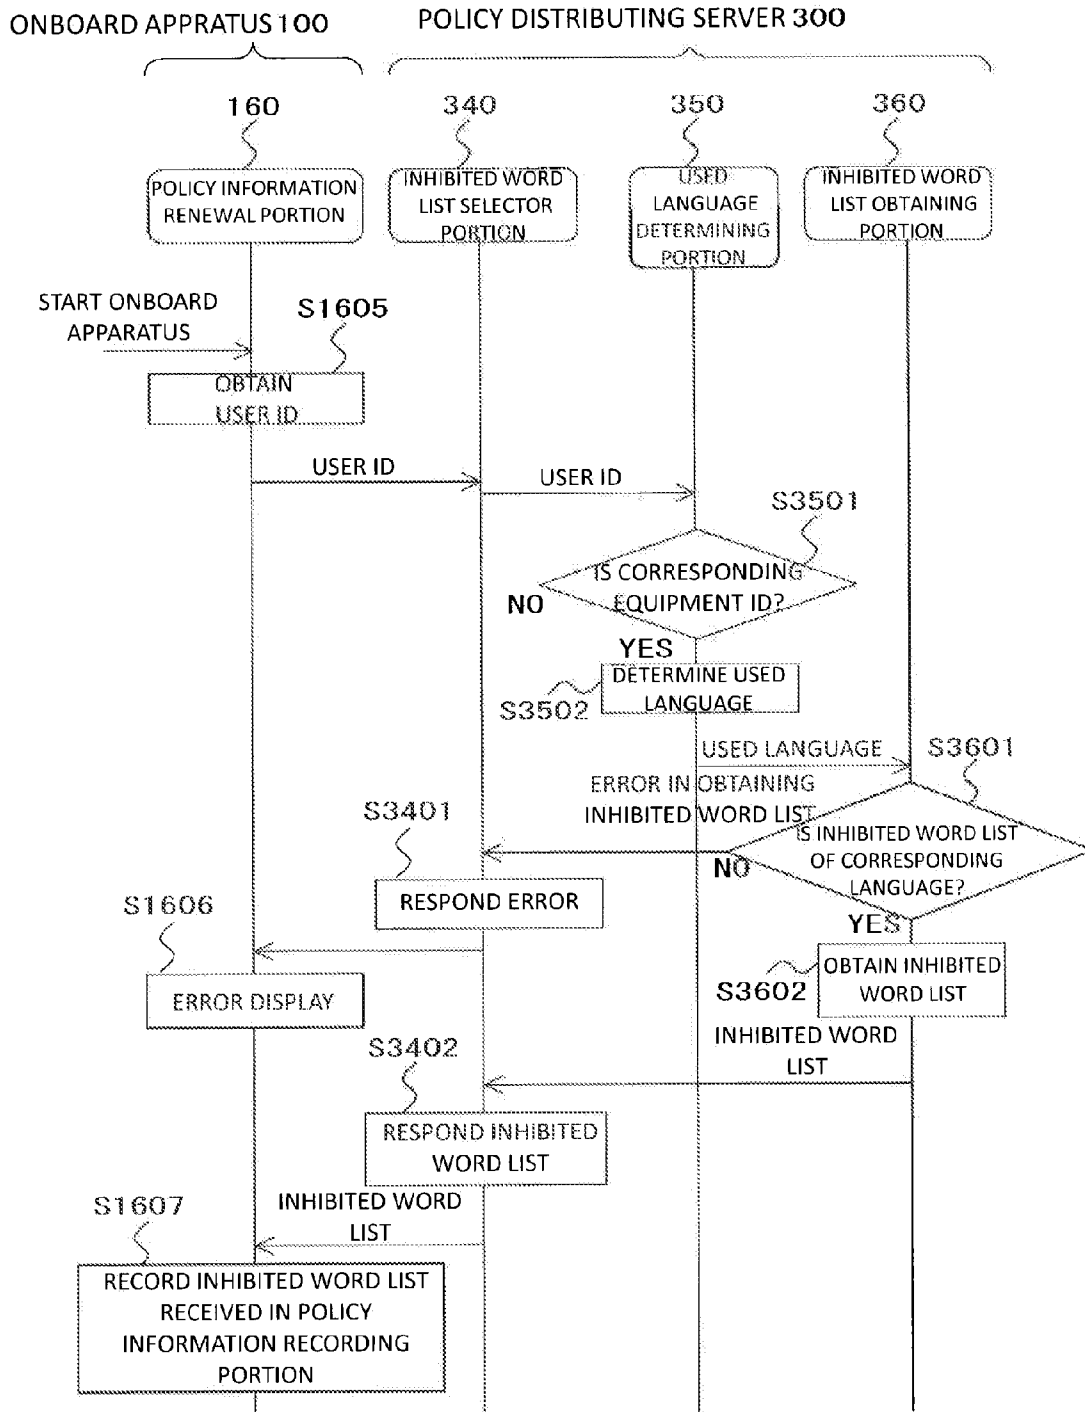 ONBOARD APPRATUS 100
POLICY DISTRIBUTING SERVER 300
160
340
350
360
POLICY INFORMATION
RENEWAL PORTION
INHIBITED WORD
LIST SELECTOR
PORTION
USED
LANGUAGE
DETERMINING
PORTION
INHIBITED WORD
LIST OBTAINING
PORTION
START ONBOARD
APPARATUS
S1605
OBTAIN
USER ID
USER ID
USER ID
S3501
IS CORRESPONDING
EQUIPMENT ID?
NO
YES
DETERMINE USED
LANGUAGE
S3502
USED LANGUAGE
S3601
ERROR IN OBTAINING
INHIBITED WORD LIST
IS INHIBITED WORD LIST
OF CORRESPONDING
LANGUAGE?
NO
YES
S3401
RESPOND ERROR
S1606
ERROR DISPLAY
OBTAIN INHIBITED
WORD LIST
S3602
INHIBITED WORD
LIST
S3402
RESPOND INHIBITED
WORD LIST
INHIBITED WORD
LIST
S1607
RECORD INHIBITED WORD LIST
RECEIVED IN POLICY
INFORMATION RECORDING
PORTION